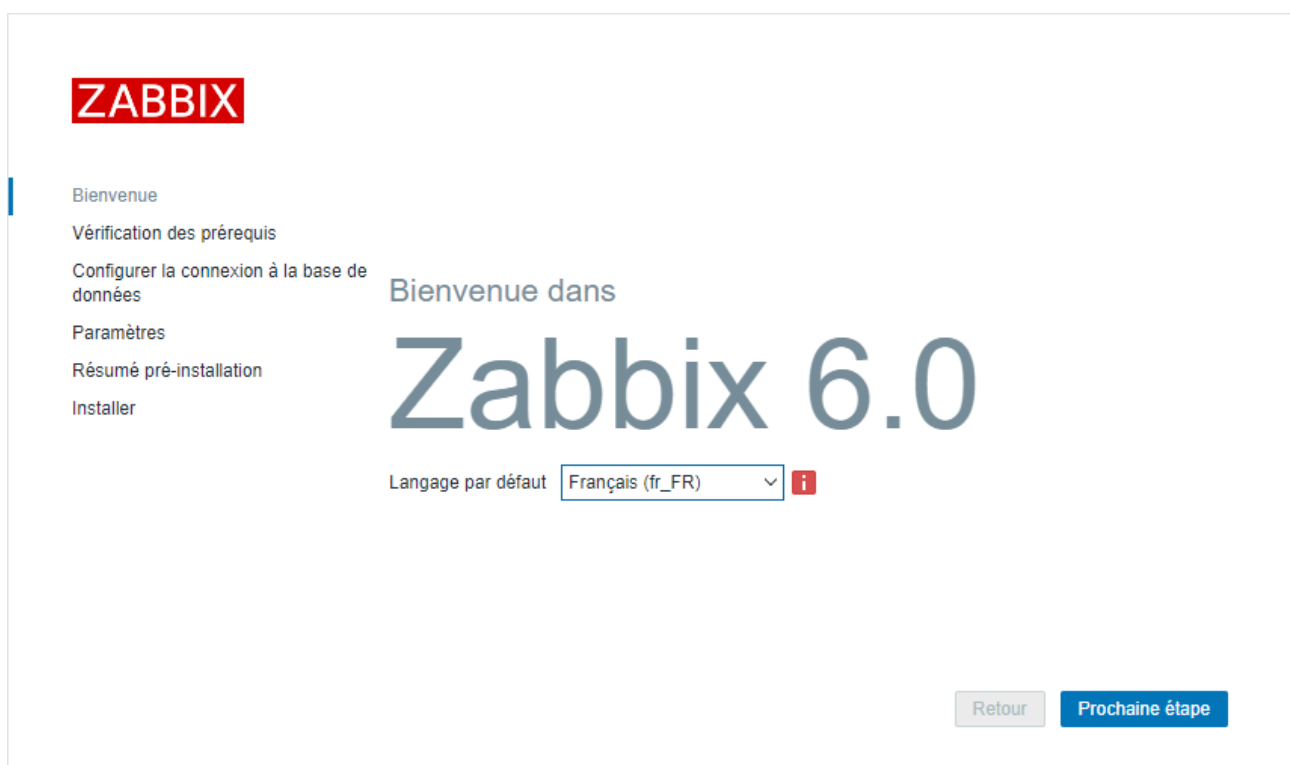 ZABBIX
Bienvenue
Vérification des prérequis
Configurer la connexion à la base de
données
Paramètres
Résumé pré-installation
Installer
Bienvenue dans
Zabbix 6.0
Langage par défaut Français (fr_FR) i
Retour Prochaine étape